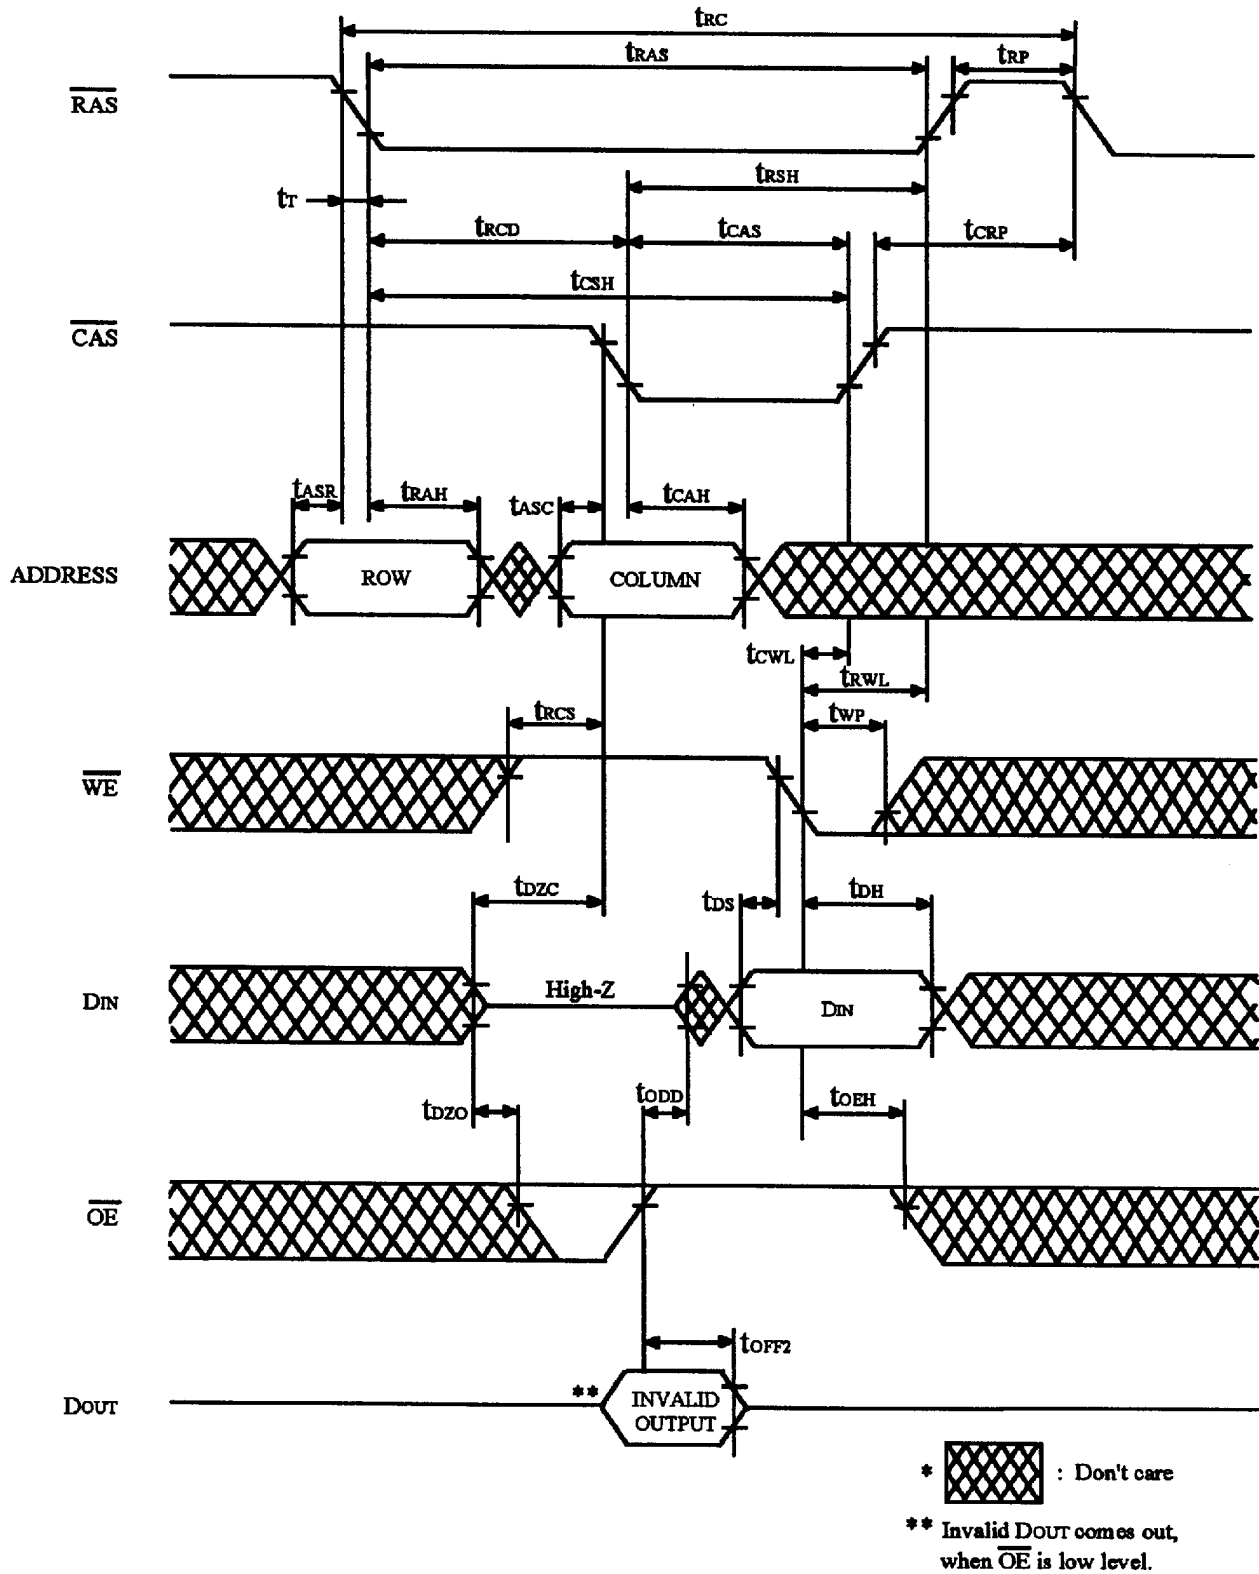 tRC
tRAS
tRP
RAS
tRSH
tT
tRCD
tCAS
tCRP
tCSH
CAS
tASR
tRAH
tASC
tCAH
ADDRESS
ROW
COLUMN
tCWL
tRWL
tRCS
tWP
WE
tDZC
tDS
tDH
High-Z
DIN
DIN
tDZO
tODD
tOEH
OE
tOFF2
DOUT
**
INVALID
OUTPUT
* : Don't care
** Invalid DOUT comes out,
when OE is low level.